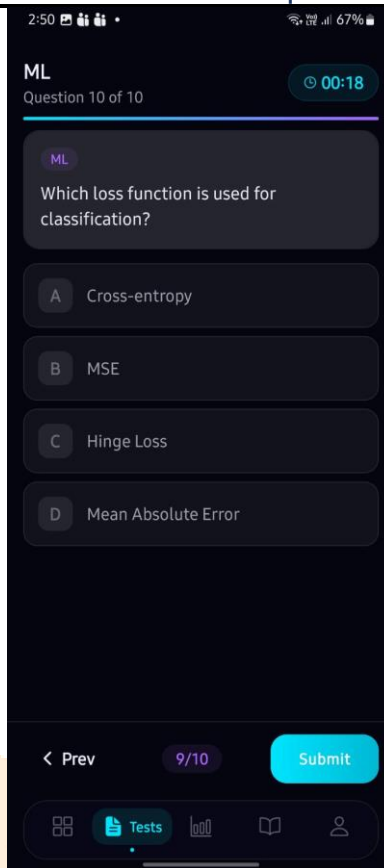 2:50
67%
ML
Question 10 of 10
00:18
ML
Which loss function is used for
classification?
A Cross-entropy
B MSE
C Hinge Loss
D Mean Absolute Error
< Prev
9/10
Submit
Tests